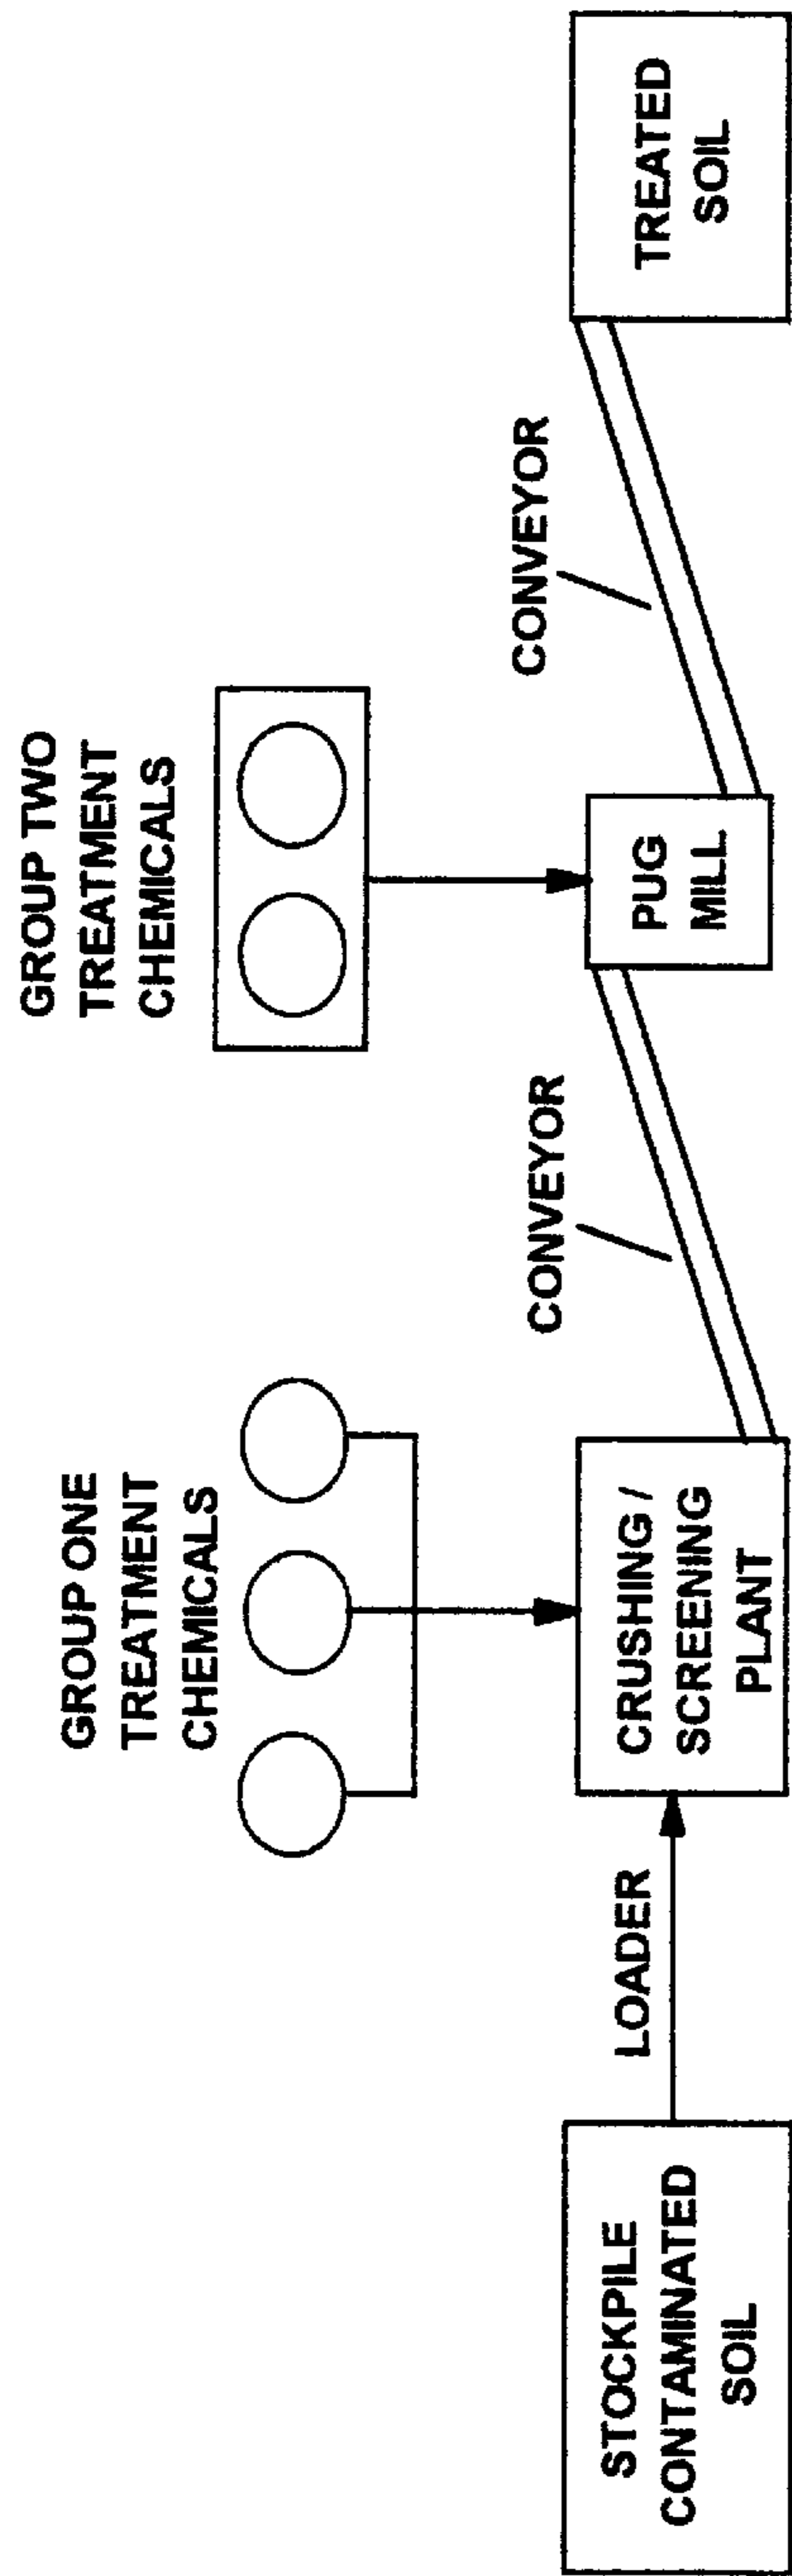 GROUP ONE
TREATMENT
CHEMICALS
GROUP TWO
TREATMENT
CHEMICALS
STOCKPILE
CONTAMINATED
SOIL
LOADER
CRUSHING /
SCREENING
PLANT
CONVEYOR
PUG
MILL
CONVEYOR
TREATED
SOIL